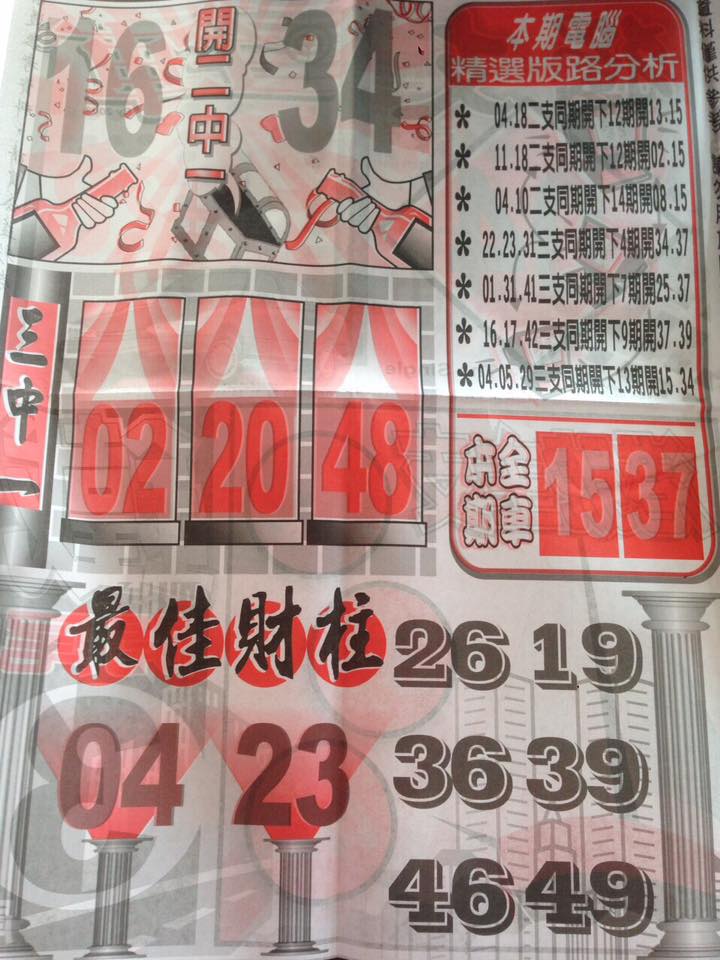 16
開二中一
34
本期電腦
精選版路分析
* 04.18二支同期開下12期開13.15
* 11.18二支同期開下12期開02.15
* 04.10二支同期開下14期開08.15
* 22.23.31三支同期開下4期開34.37
* 01.31.41三支同期開下7期開25.37
* 16.17.42三支同期開下9期開37.39
* 04.05.29三支同期開下13期開15.34
三中一
02 20 48
本期全車
15 37
最佳財柱
04 23
26 19
36 39
46 49
Single